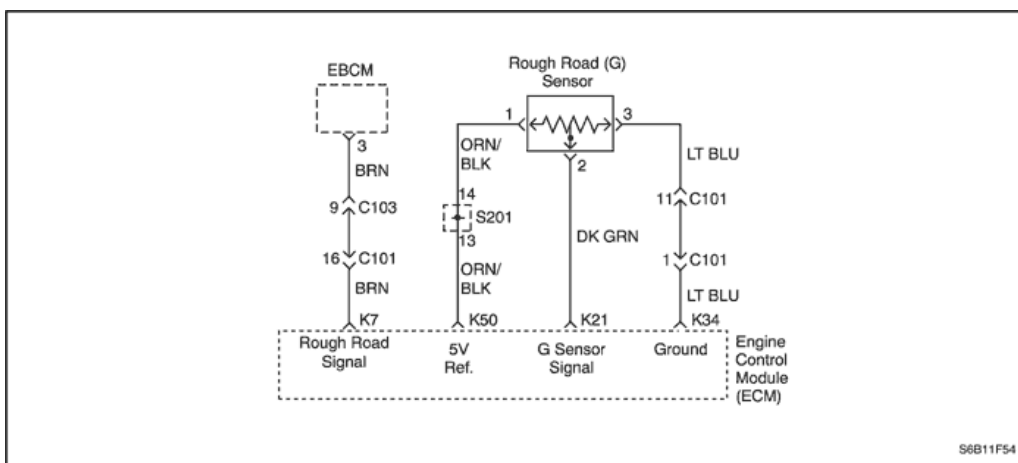 EBCM
Rough Road (G)
Sensor
3
BRN
9 C103
16 C101
BRN
K7
1
ORN/
BLK
14
S201
13
ORN/
BLK
K50
2
DK GRN
K21
3
LT BLU
11 C101
1 C101
LT BLU
K34
Rough Road
Signal
5V
Ref.
G Sensor
Signal
Ground
Engine
Control
Module
(ECM)
S6B11F54